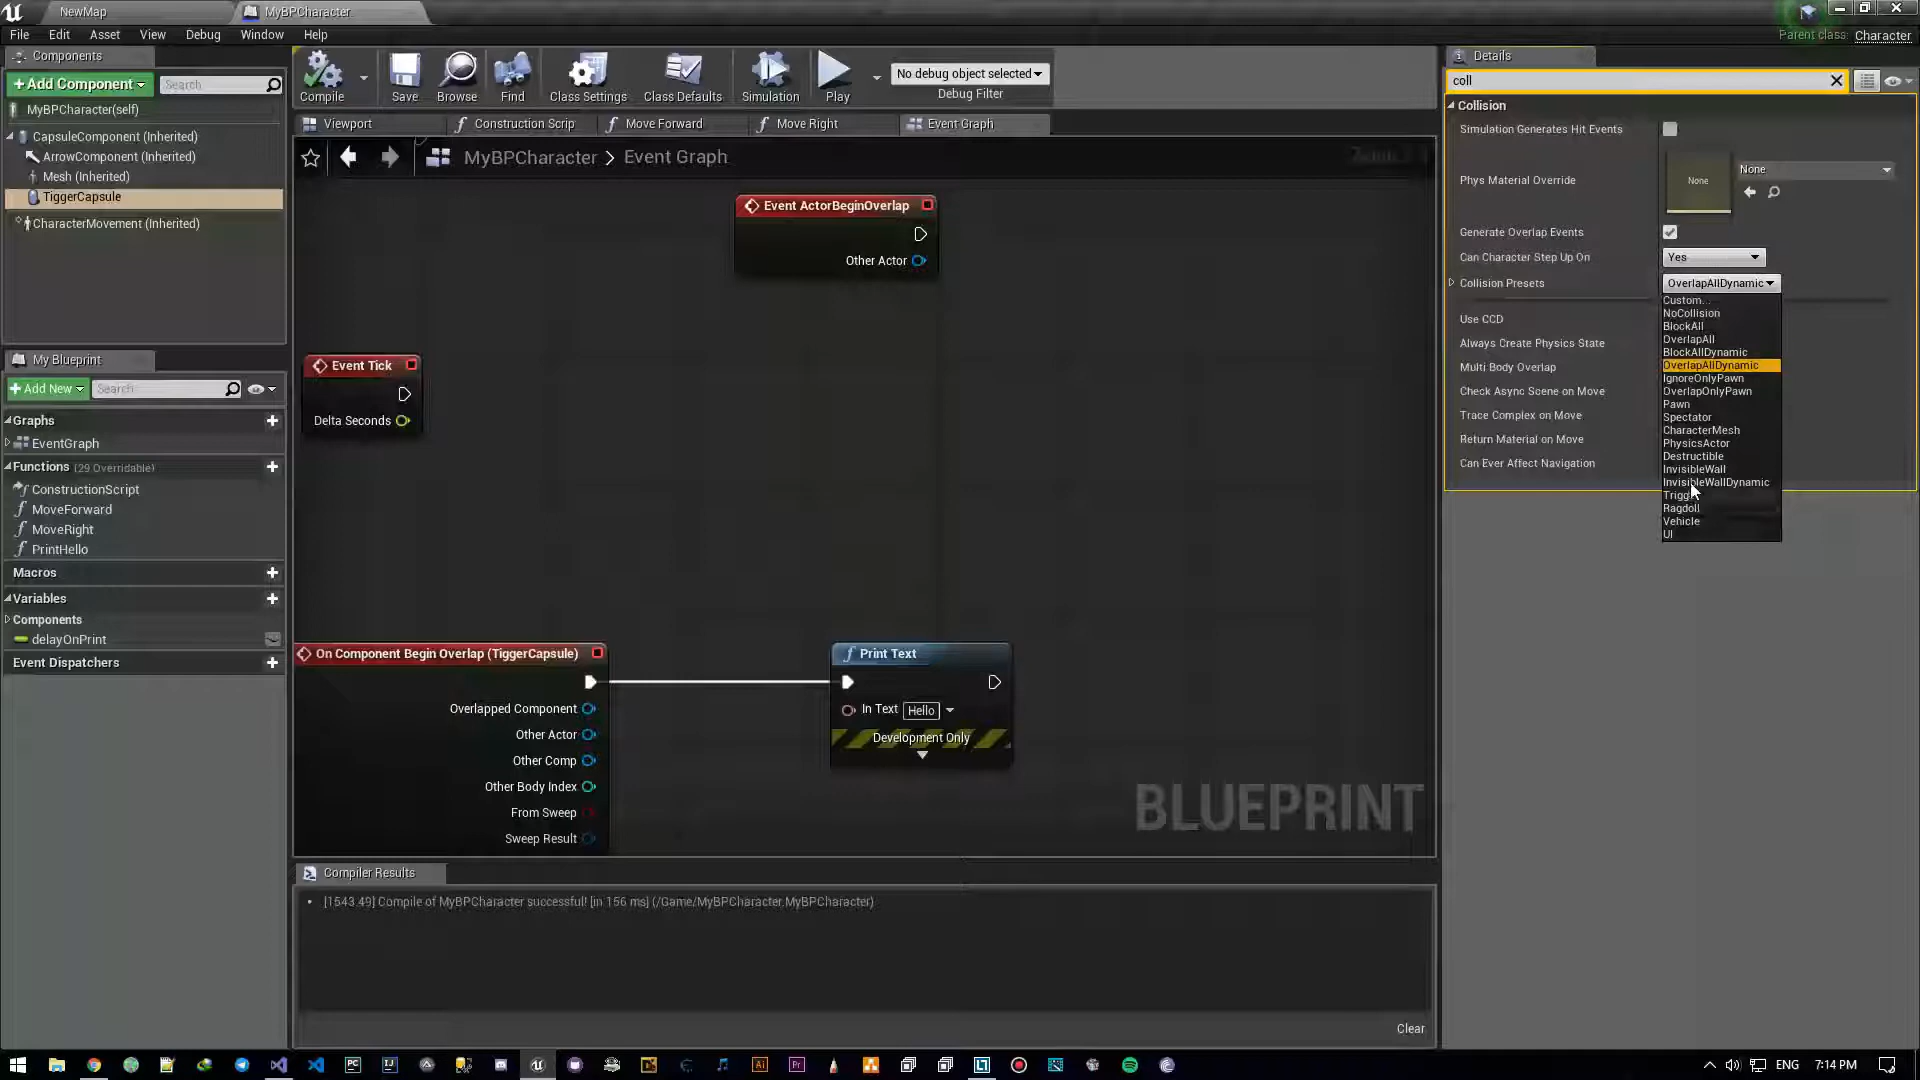 NewMap
MyBPCharacter
File Edit Asset View Debug Window Help
Parent class: Character
Components
+Add Component
Search
MyBPCharacter(self)
CapsuleComponent (Inherited)
ArrowComponent (Inherited)
Mesh (Inherited)
TiggerCapsule
CharacterMovement (Inherited)
My Blueprint
+Add New
Search
Graphs
EventGraph
Functions (29 Overridable)
ConstructionScript
MoveForward
MoveRight
PrintHello
Macros
Variables
Components
delayOnPrint
Event Dispatchers
Compile
Save
Browse
Find
Class Settings
Class Defaults
Simulation
Play
No debug object selected
Debug Filter
Viewport
Construction Scrip
Move Forward
Move Right
Event Graph
MyBPCharacter > Event Graph
Event ActorBeginOverlap
Other Actor
Event Tick
Delta Seconds
On Component Begin Overlap (TiggerCapsule)
Overlapped Component
Other Actor
Other Comp
Other Body Index
From Sweep
Sweep Result
Print Text
In Text Hello
Development Only
BLUEPRINT
Compiler Results
[1543.49] Compile of MyBPCharacter successful! [in 156 ms] (/Game/MyBPCharacter.MyBPCharacter)
Clear
Details
coll
Collision
Simulation Generates Hit Events
Phys Material Override
None
None
Generate Overlap Events
Can Character Step Up On
Yes
Collision Presets
OverlapAllDynamic
Use CCD
Always Create Physics State
Multi Body Overlap
Check Async Scene on Move
Trace Complex on Move
Return Material on Move
Can Ever Affect Navigation
Custom...
NoCollision
BlockAll
OverlapAll
BlockAllDynamic
OverlapAllDynamic
IgnoreOnlyPawn
OverlapOnlyPawn
Pawn
Spectator
CharacterMesh
PhysicsActor
Destructible
InvisibleWall
InvisibleWallDynamic
Ragdoll
Vehicle
UI
ENG
7:14 PM